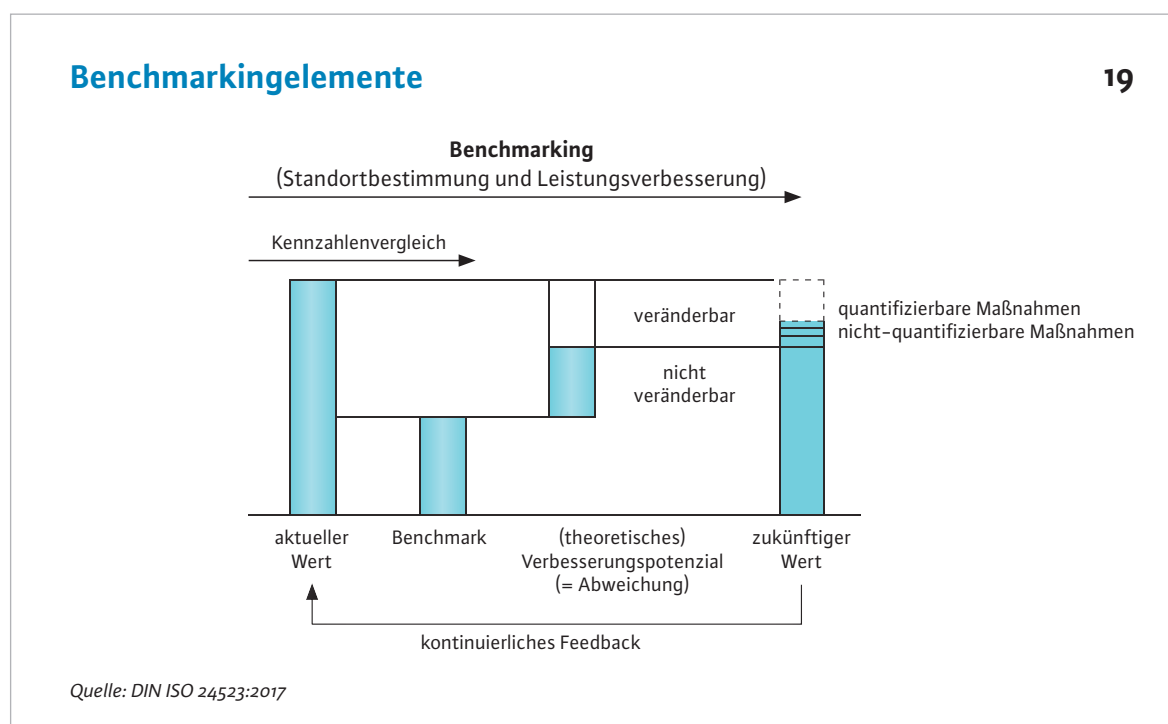 Benchmarkingelemente
19
Benchmarking
(Standortbestimmung und Leistungsverbesserung)
Kennzahlenvergleich
veränderbar
quantifizierbare Maßnahmen
nicht-quantifizierbare Maßnahmen
nicht
veränderbar
aktueller
Wert
Benchmark
(theoretisches)
Verbesserungspotenzial
(= Abweichung)
zukünftiger
Wert
kontinuierliches Feedback
Quelle: DIN ISO 24523:2017